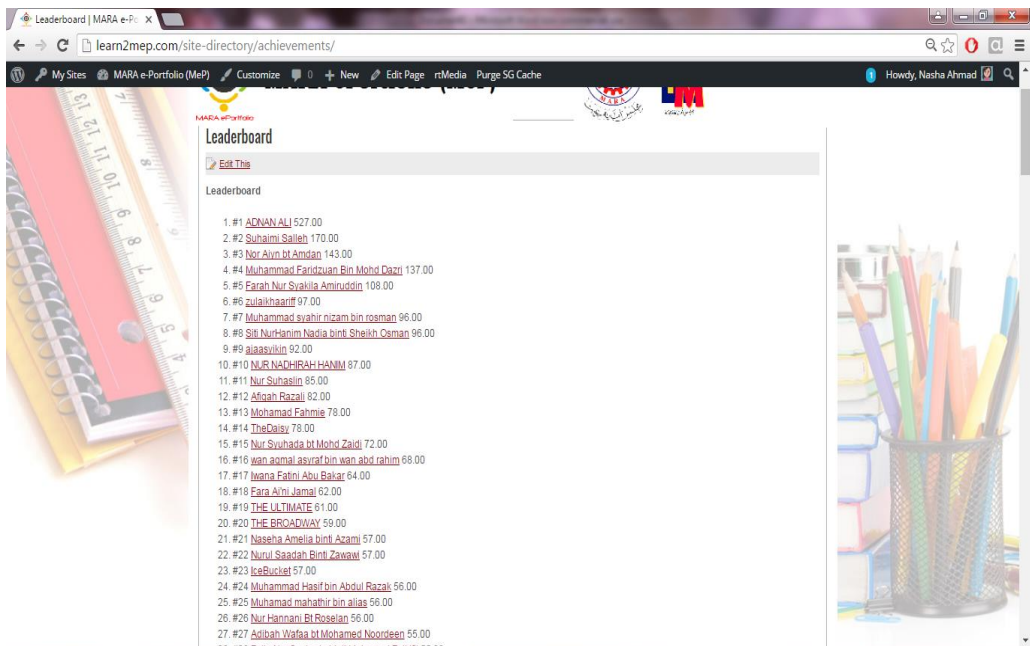 Leaderboard | MARA e-Po
learn2mep.com/site-directory/achievements/
My Sites MARA e-Portfolio (MeP) Customize 0 + New Edit Page rtMedia Purge SG Cache 1 Howdy, Nasha Ahmad
MARA ePortfolio
Leaderboard
Edit This
Leaderboard
1. #1 ADNAN ALI 527.00
2. #2 Suhaimi Salleh 170.00
3. #3 Nor Aiyn bt Amdan 143.00
4. #4 Muhammad Faridzuan Bin Mohd Dazri 137.00
5. #5 Farah Nur Syakila Amiruddin 108.00
6. #6 zulaikhaariff 97.00
7. #7 Muhammad syahir nizam bin rosman 96.00
8. #8 Siti NurHanim Nadia binti Sheikh Osman 96.00
9. #9 ajaasyikin 92.00
10. #10 NUR NADHIRAH HANIM 87.00
11. #11 Nur Suhaslin 85.00
12. #12 Afiqah Razali 82.00
13. #13 Mohamad Fahmie 78.00
14. #14 TheDaisy 78.00
15. #15 Nur Syuhada bt Mohd Zaidi 72.00
16. #16 wan aqmal asyraf bin wan abd rahim 68.00
17. #17 Iwana Fatini Abu Bakar 64.00
18. #18 Fara Ai'ni Jamal 62.00
19. #19 THE ULTIMATE 61.00
20. #20 THE BROADWAY 59.00
21. #21 Naseha Amelia binti Azami 57.00
22. #22 Nurul Saadah Binti Zawawi 57.00
23. #23 IceBucket 57.00
24. #24 Muhammad Hasif bin Abdul Razak 56.00
25. #25 Muhamad mahathir bin alias 56.00
26. #26 Nur Hannani Bt Roselan 56.00
27. #27 Adibah Wafaa bt Mohamed Noordeen 55.00